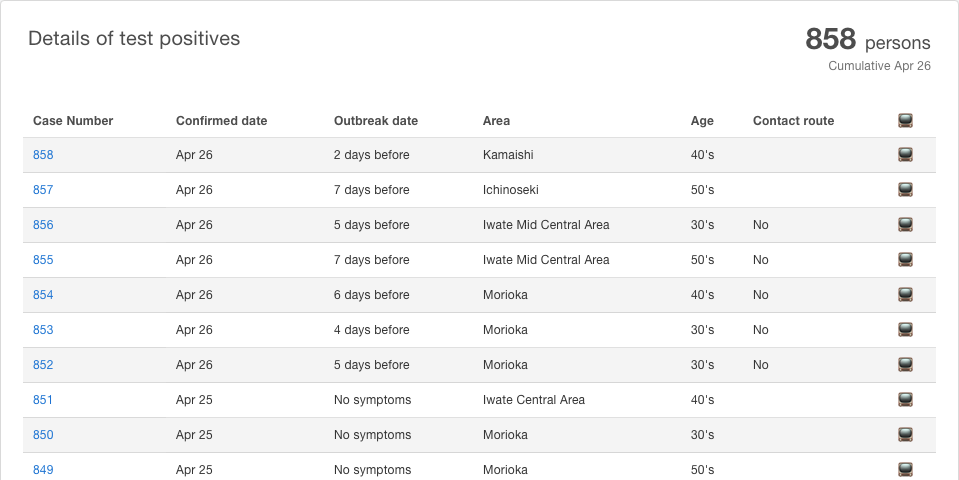 Details of test positives
858 persons
Cumulative Apr 26
Case Number Confirmed date Outbreak date Area Age Contact route
858 Apr 26 2 days before Kamaishi 40's
857 Apr 26 7 days before Ichinoseki 50's
856 Apr 26 5 days before Iwate Mid Central Area 30's No
855 Apr 26 7 days before Iwate Mid Central Area 50's No
854 Apr 26 6 days before Morioka 40's No
853 Apr 26 4 days before Morioka 30's No
852 Apr 26 5 days before Morioka 30's No
851 Apr 25 No symptoms Iwate Central Area 40's
850 Apr 25 No symptoms Morioka 30's
849 Apr 25 No symptoms Morioka 50's